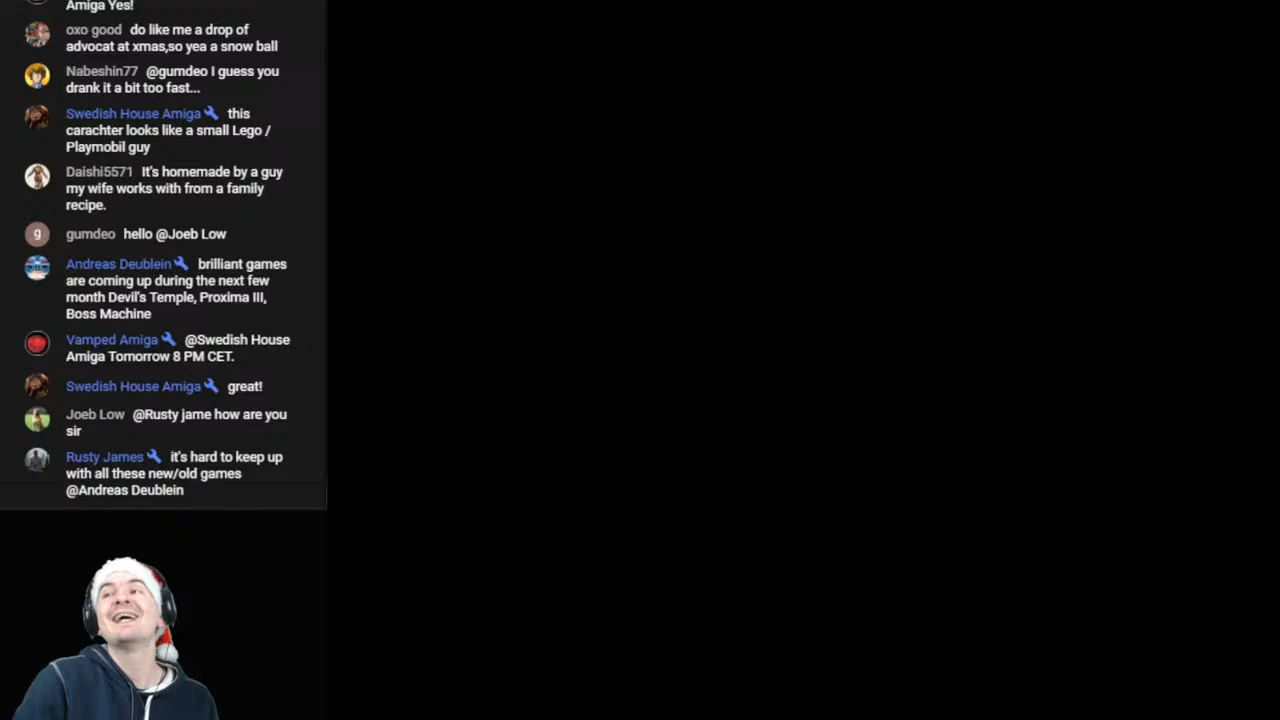 Amiga Yes!
oxo good do like me a drop of
advocat at xmas,so yea a snow ball
Nabeshin77 @gumdeo I guess you
drank it a bit too fast...
Swedish House Amiga this
carachter looks like a small Lego /
Playmobil guy
Daishi5571 It's homemade by a guy
my wife works with from a family
recipe.
g gumdeo hello @Joeb Low
Andreas Deublein brilliant games
are coming up during the next few
month Devil's Temple, Proxima III,
Boss Machine
Vamped Amiga @Swedish House
Amiga Tomorrow 8 PM CET.
Swedish House Amiga great!
Joeb Low @Rusty jame how are you
sir
Rusty James it's hard to keep up
with all these new/old games
@Andreas Deublein